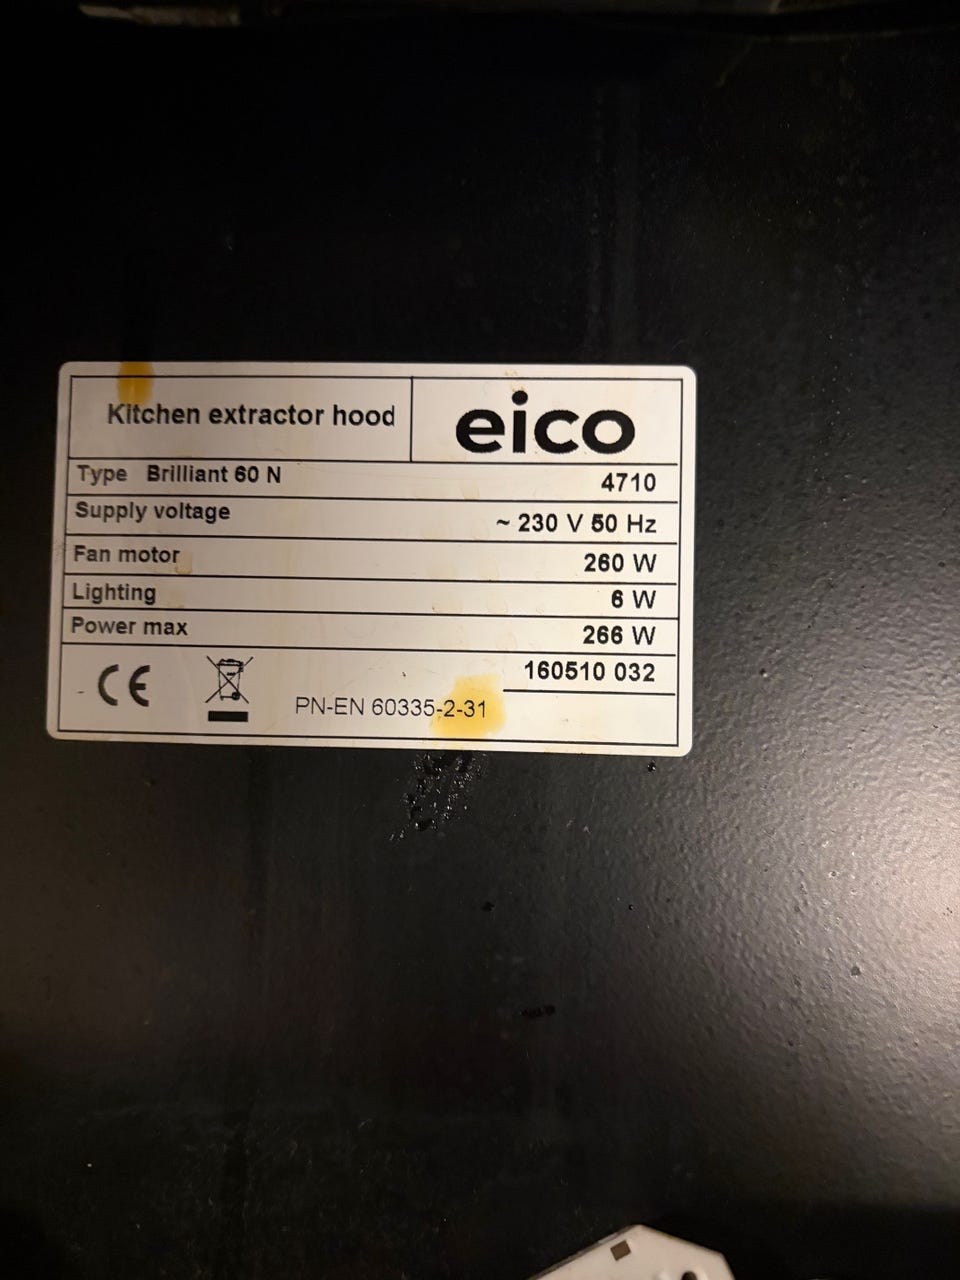 Kitchen extractor hood
eico
Type Brilliant 60 N 4710
Supply voltage ~ 230 V 50 Hz
Fan motor 260 W
Lighting 6 W
Power max 266 W
160510 032
CE
PN-EN 60335-2-31